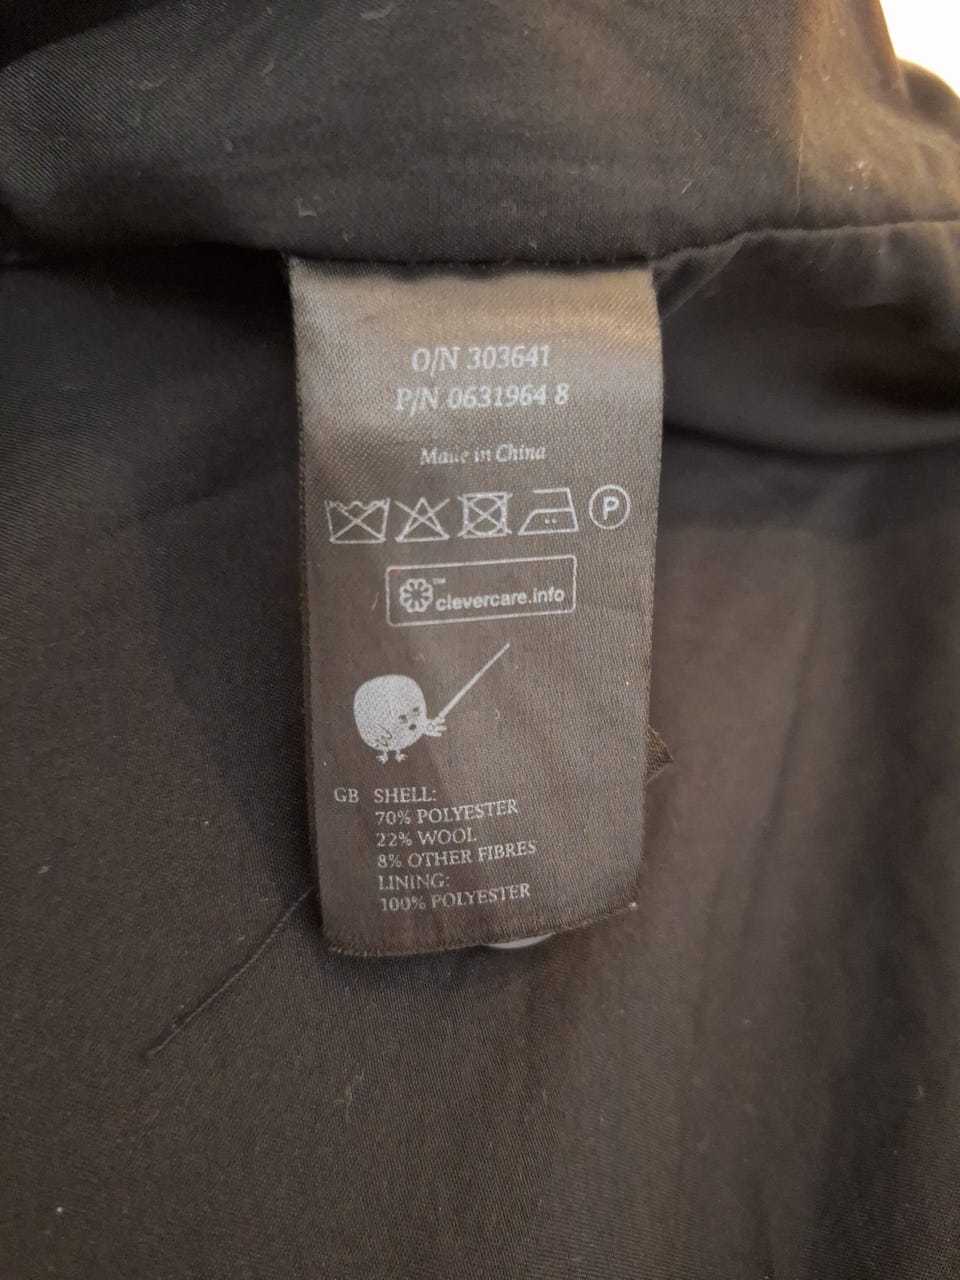 O/N 303641
P/N 0631964 8
Made in China
P
™ clevercare.info
GB SHELL:
70% POLYESTER
22% WOOL
8% OTHER FIBRES
LINING:
100% POLYESTER